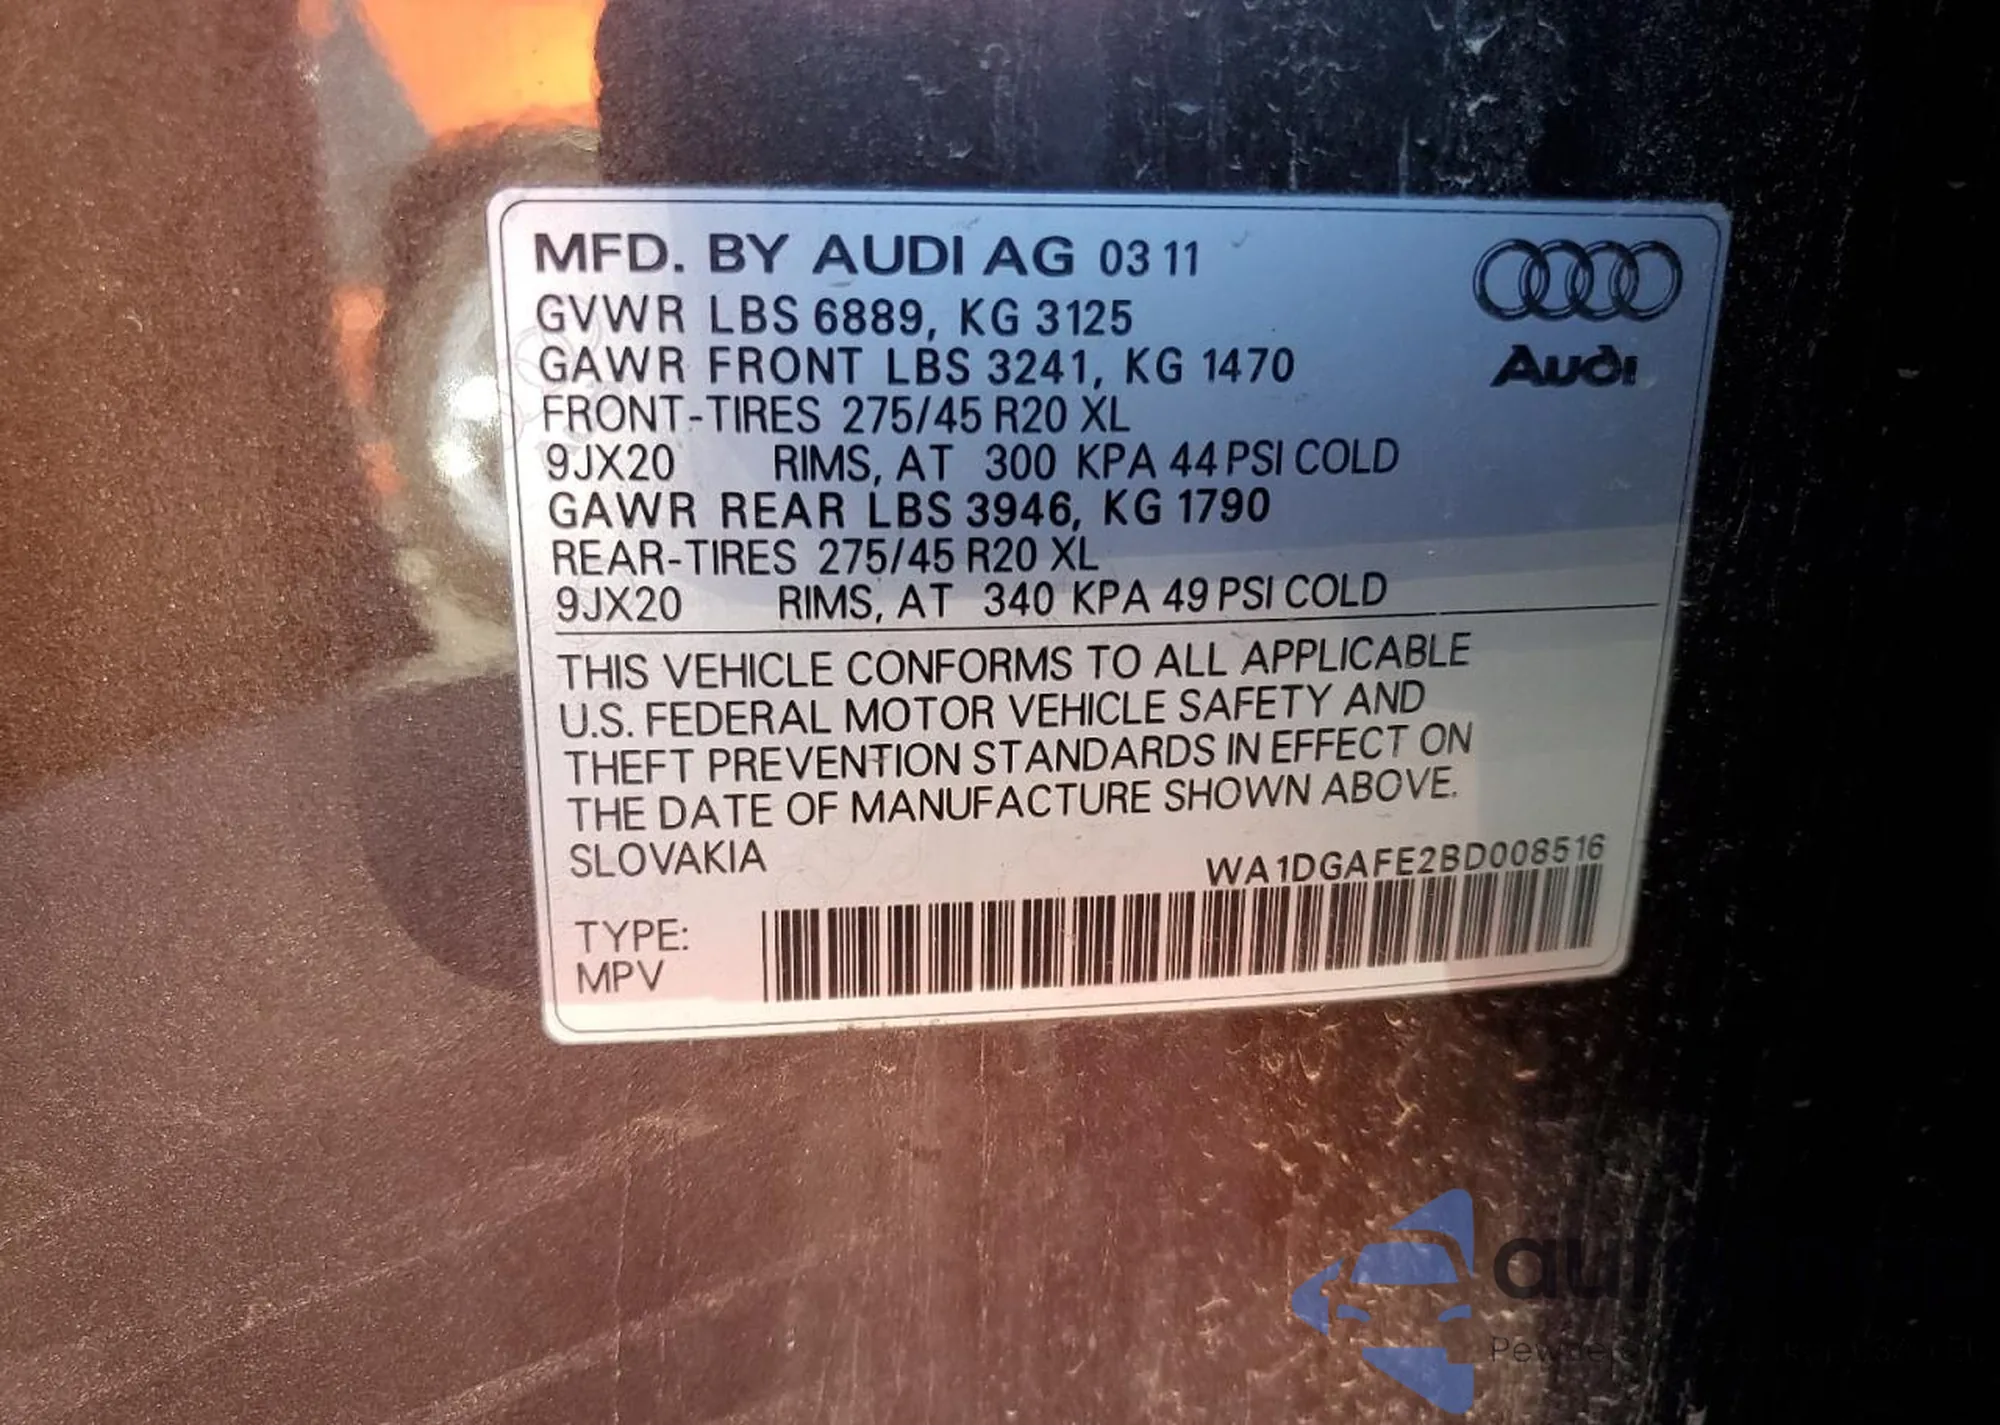 MFD. BY AUDI AG 03 11
GVWR LBS 6889, KG 3125
GAWR FRONT LBS 3241, KG 1470
FRONT-TIRES 275/45 R20 XL
9JX20 RIMS, AT 300 KPA 44 PSI COLD
GAWR REAR LBS 3946, KG 1790
REAR-TIRES 275/45 R20 XL
9JX20 RIMS, AT 340 KPA 49 PSI COLD
Audi
THIS VEHICLE CONFORMS TO ALL APPLICABLE
U.S. FEDERAL MOTOR VEHICLE SAFETY AND
THEFT PREVENTION STANDARDS IN EFFECT ON
THE DATE OF MANUFACTURE SHOWN ABOVE.
SLOVAKIA
WA1DGAFE2BD008516
TYPE:
MPV